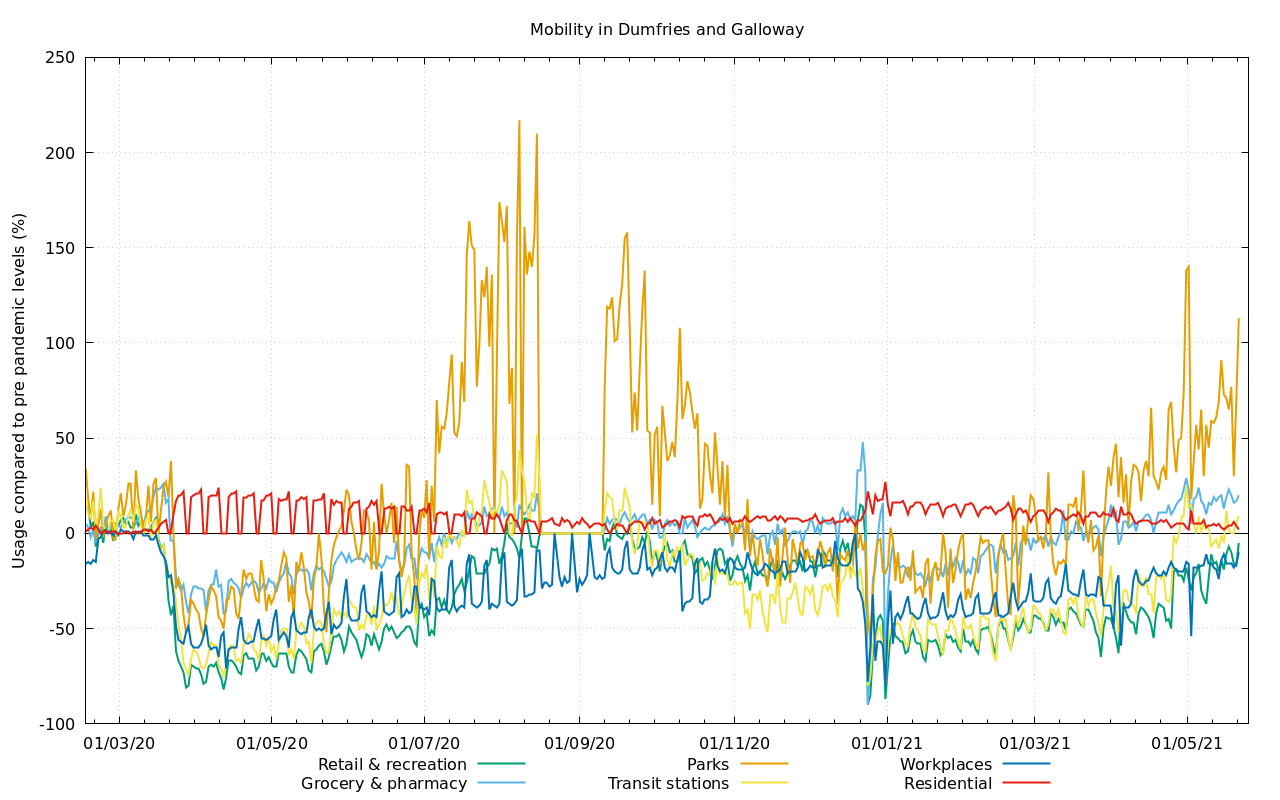 Mobility in Dumfries and Galloway
Usage compared to pre pandemic levels (%)
250
200
150
100
50
0
-50
-100
01/03/20 01/05/20 01/07/20 01/09/20 01/11/20 01/01/21 01/03/21 01/05/21
Retail & recreation Parks Workplaces
Grocery & pharmacy Transit stations Residential